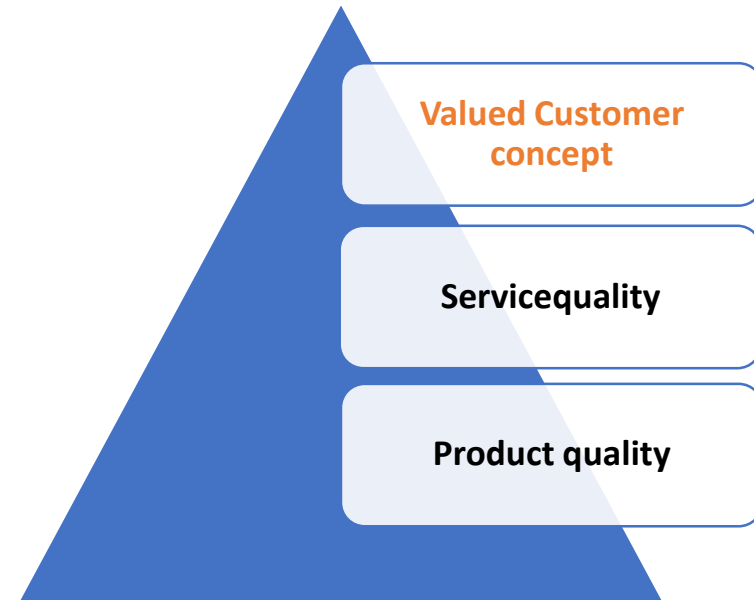 Valued Customer
concept
Servicequality
Product quality